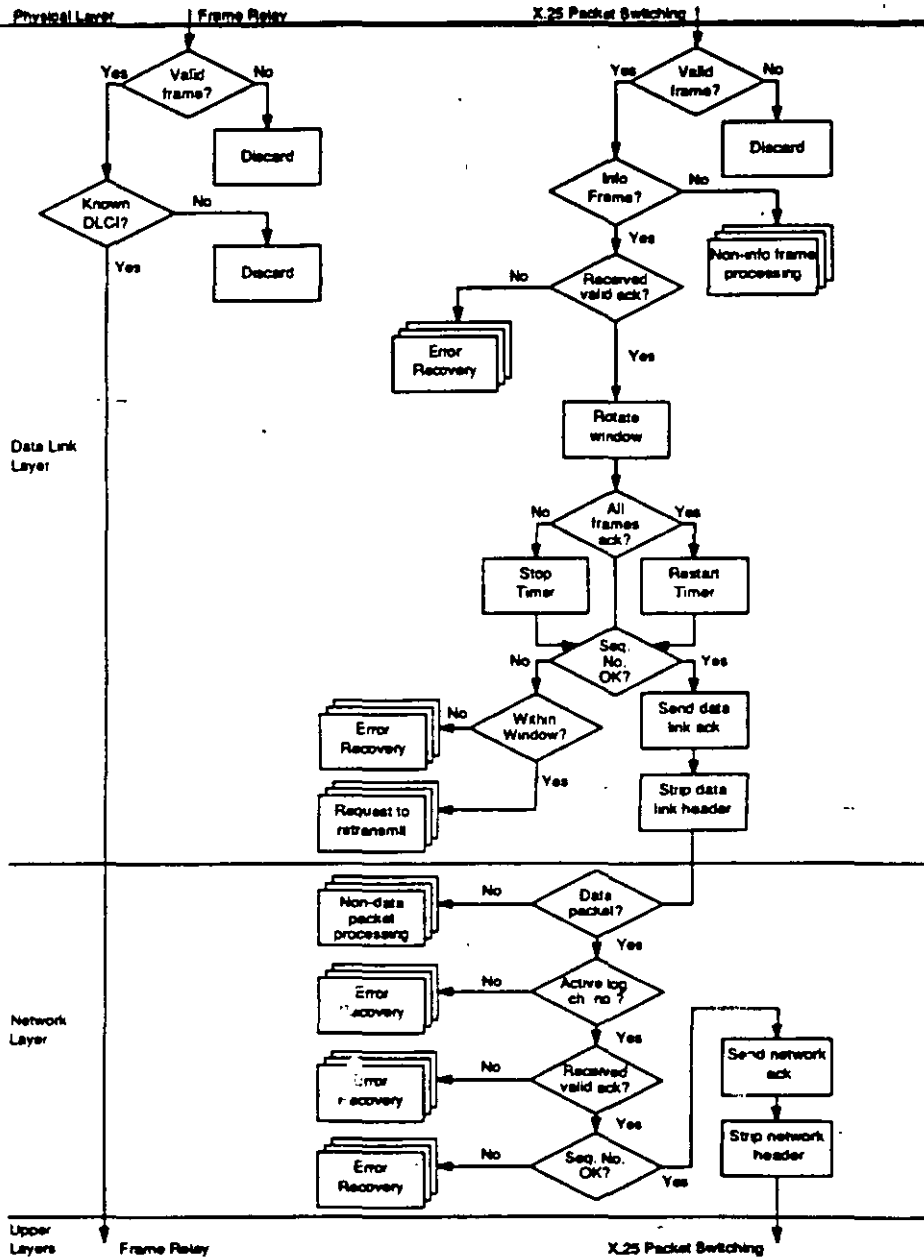 Physical Layer
Frame Relay
X.25 Packet Switching
Yes
Valid
frame?
No
Discard
Known
DLCI?
No
Yes
Discard
Yes
Valid
frame?
No
Discard
Info
Frame?
No
Yes
Non-info frame
processing
No
Received
valid ack?
Error
Recovery
Yes
Rotate
window
Data Link
Layer
No
All
frames
ack?
Yes
Stop
Timer
Restart
Timer
No
Seq.
No.
OK?
Yes
Send data
link ack
No
Within
Window?
Error
Recovery
Yes
Strip data
link header
Request to
retransmit
Network
Layer
No
Data
packet?
Non-data
packet
processing
Yes
No
Active log
ch no ?
Error
Recovery
Yes
No
Received
valid ack?
Error
Recovery
Yes
No
Seq. No.
OK?
Yes
Error
Recovery
Send network
ack
Strip network
header
Upper
Layers
Frame Relay
X.25 Packet Switching